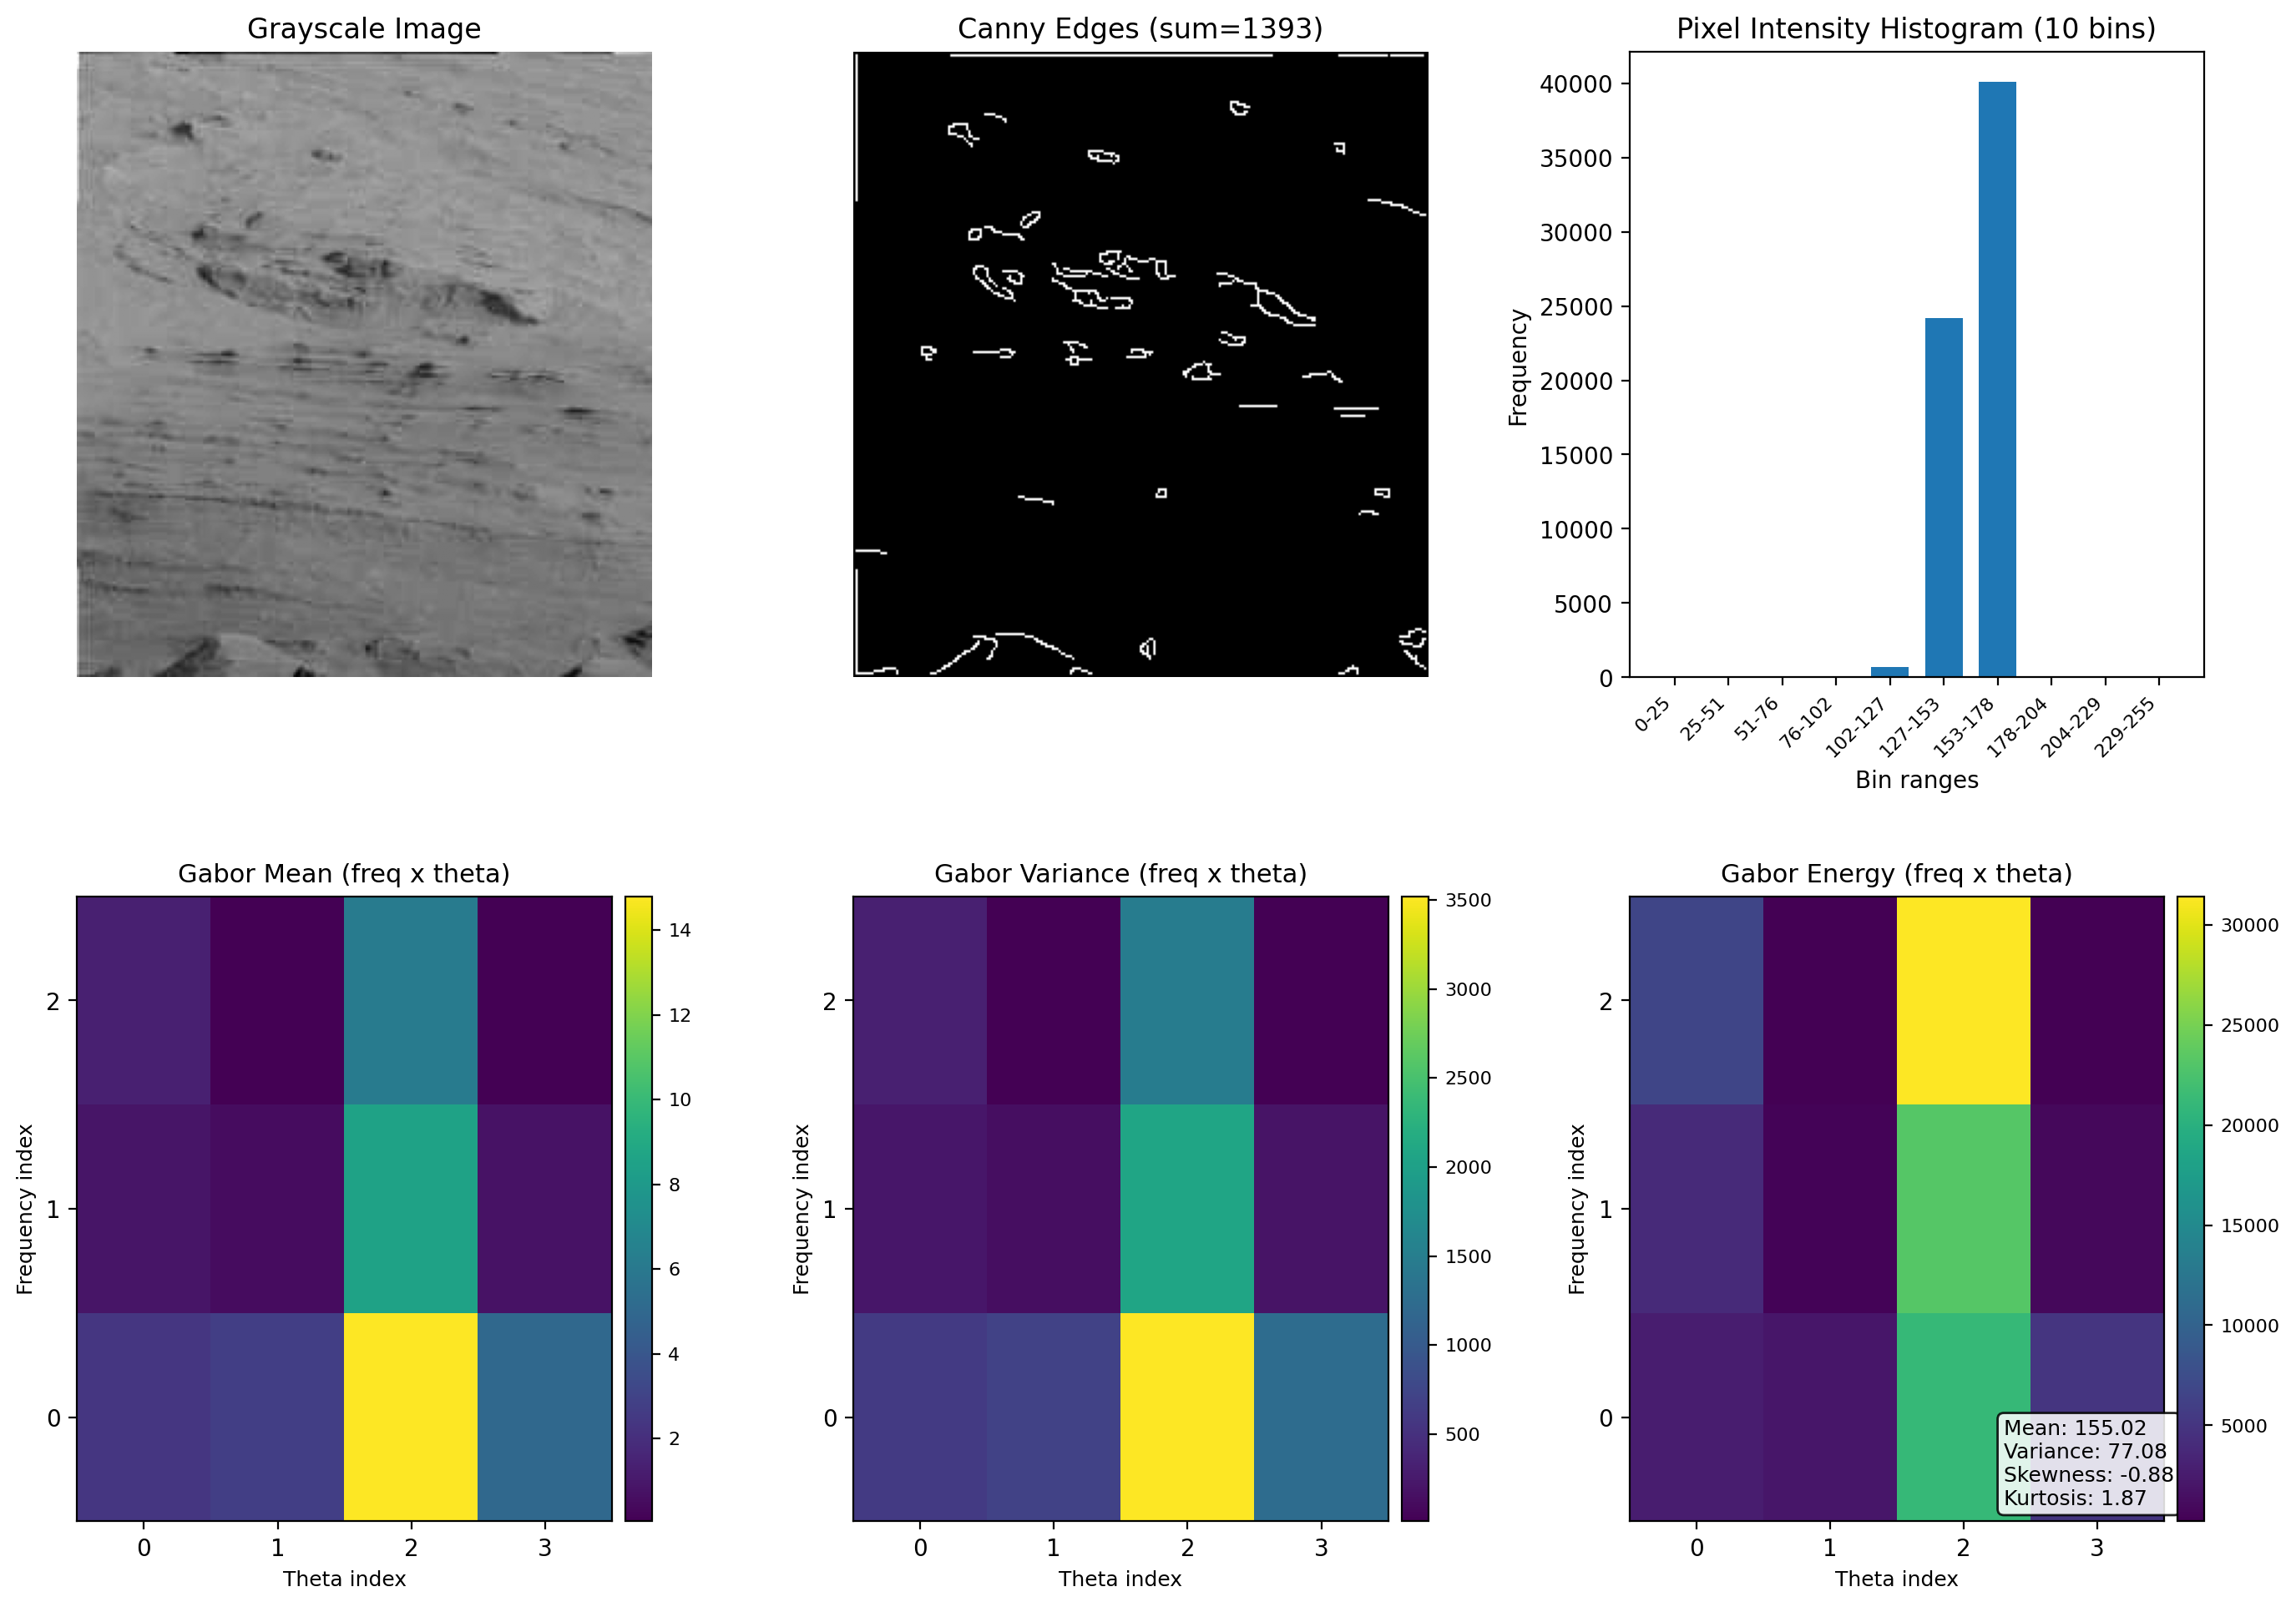 Grayscale Image
Canny Edges (sum=1393)
Pixel Intensity Histogram (10 bins)
40000
35000
30000
25000
20000
15000
10000
5000
0
Frequency
0-25
25-51
51-76
76-102
102-127
127-153
153-178
178-204
204-229
229-255
Bin ranges
Gabor Mean (freq x theta)
2
1
0
Frequency index
0 1 2 3
Theta index
14
12
10
8
6
4
2
Gabor Variance (freq x theta)
2
1
0
Frequency index
0 1 2 3
Theta index
3500
3000
2500
2000
1500
1000
500
Gabor Energy (freq x theta)
2
1
0
Frequency index
0 1 2 3
Theta index
30000
25000
20000
15000
10000
5000
Mean: 155.02
Variance: 77.08
Skewness: -0.88
Kurtosis: 1.87